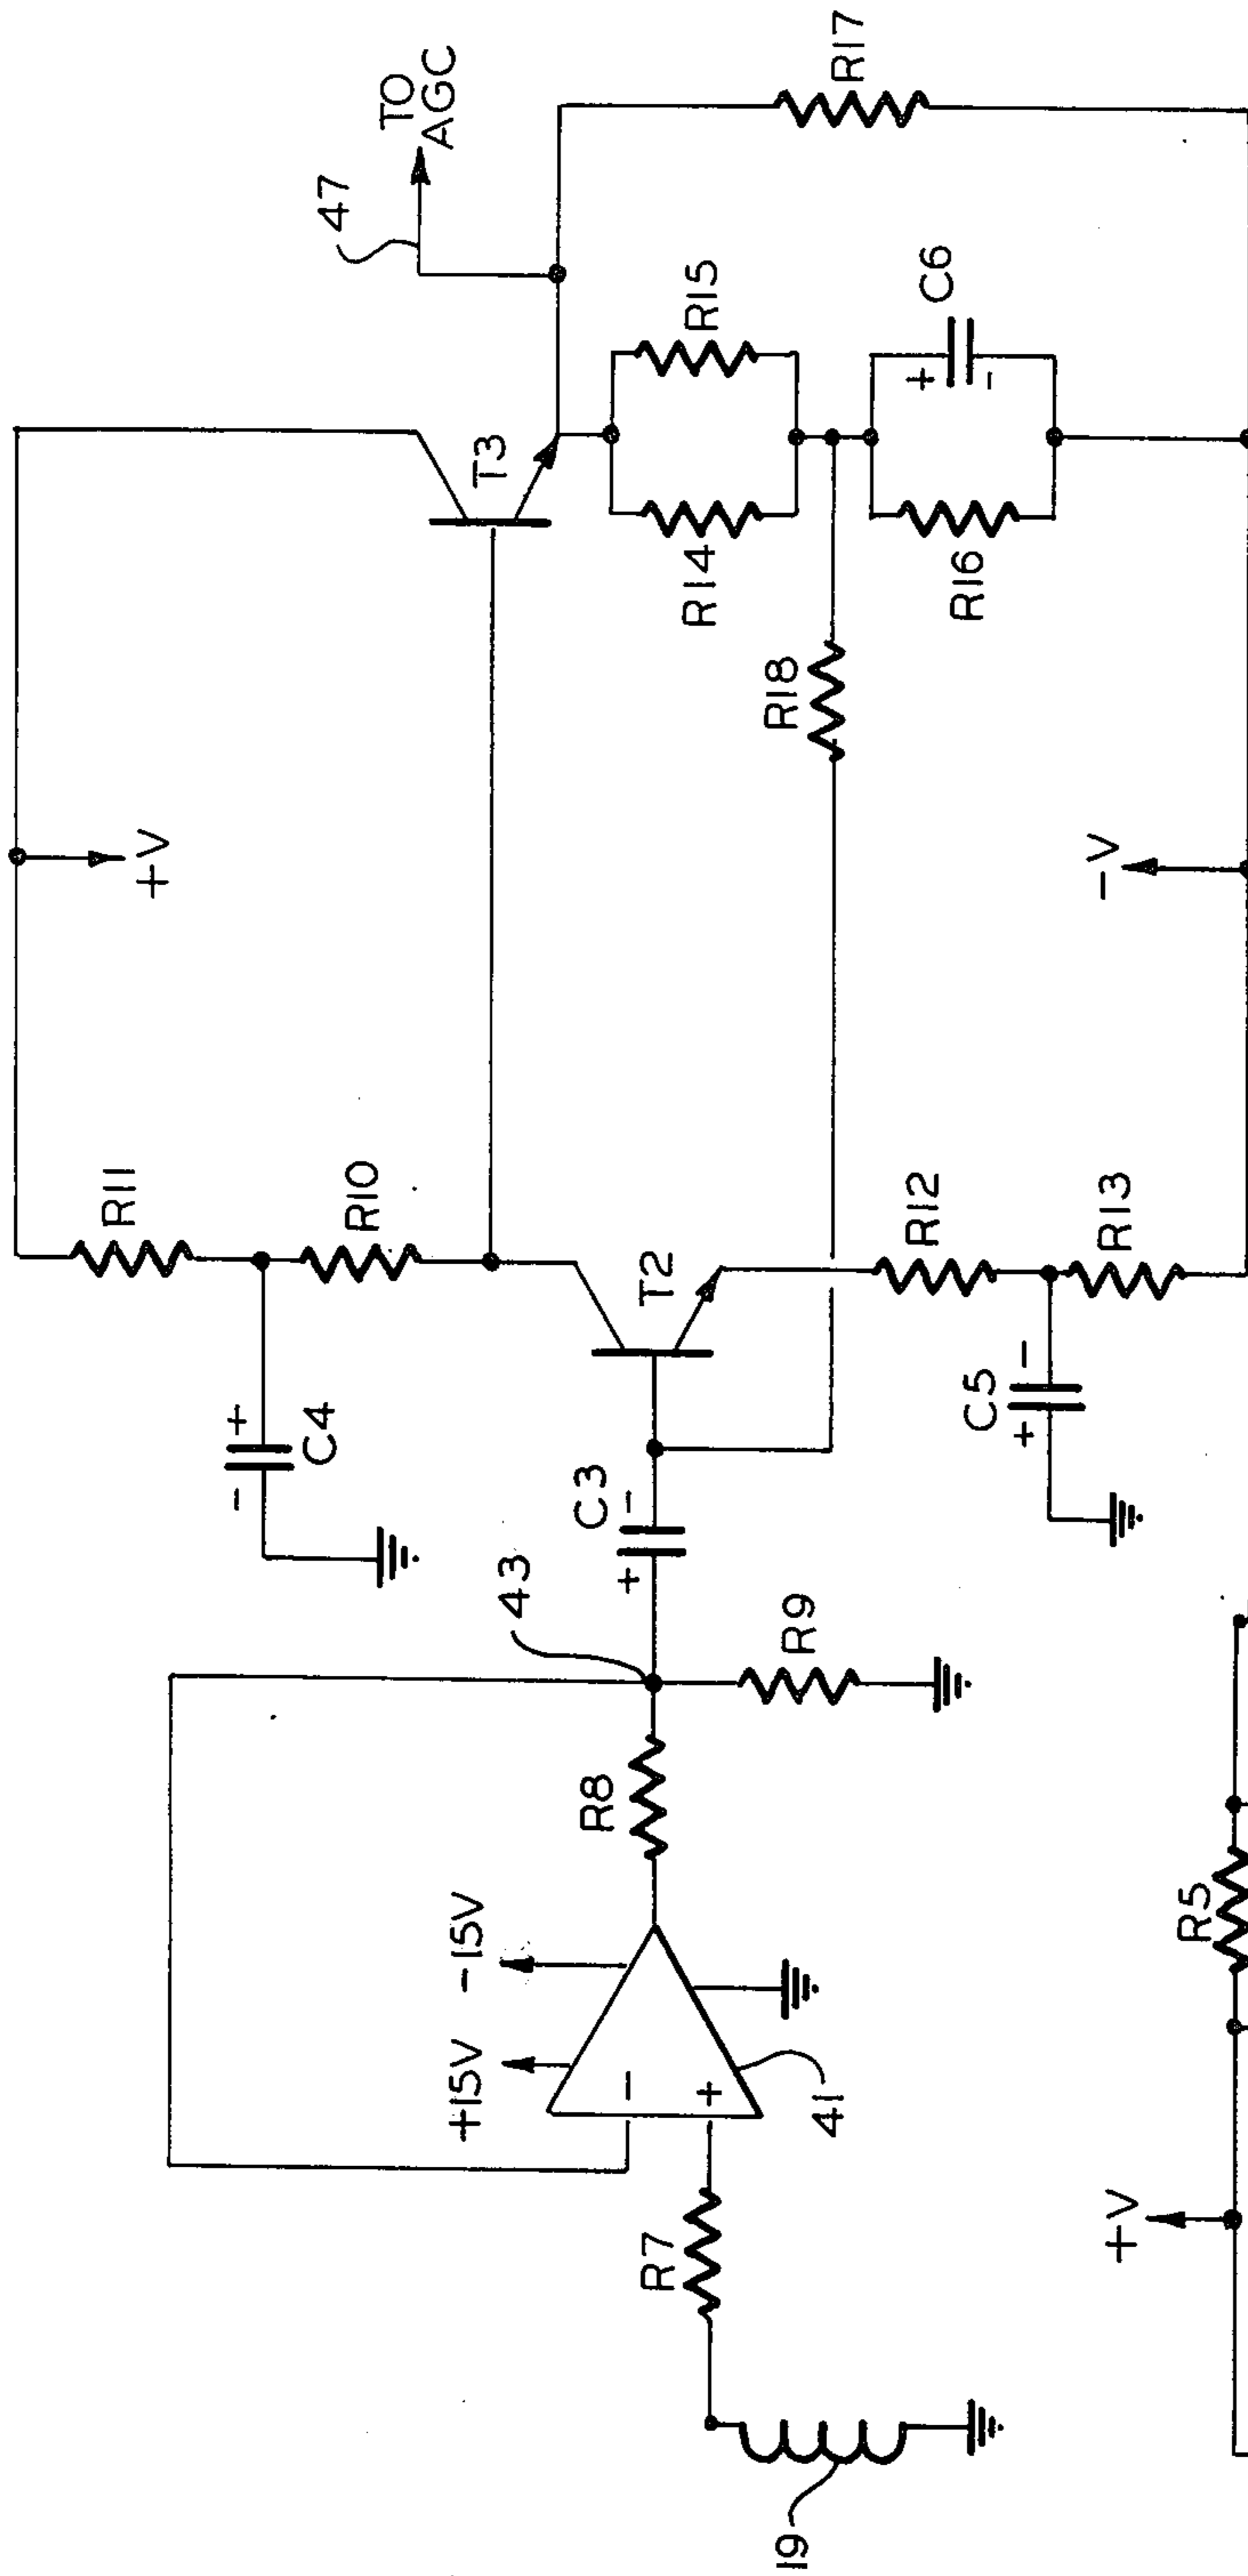 19
R7
+15V
-15V
41
R8
43
R9
C3
+
-
-
+
C4
R11
R10
T2
C5
+
-
R12
R13
+V
-V
R18
T3
R14
R15
R16
+
-
C6
47
TO
AGC
R17
-
+
+V
R5